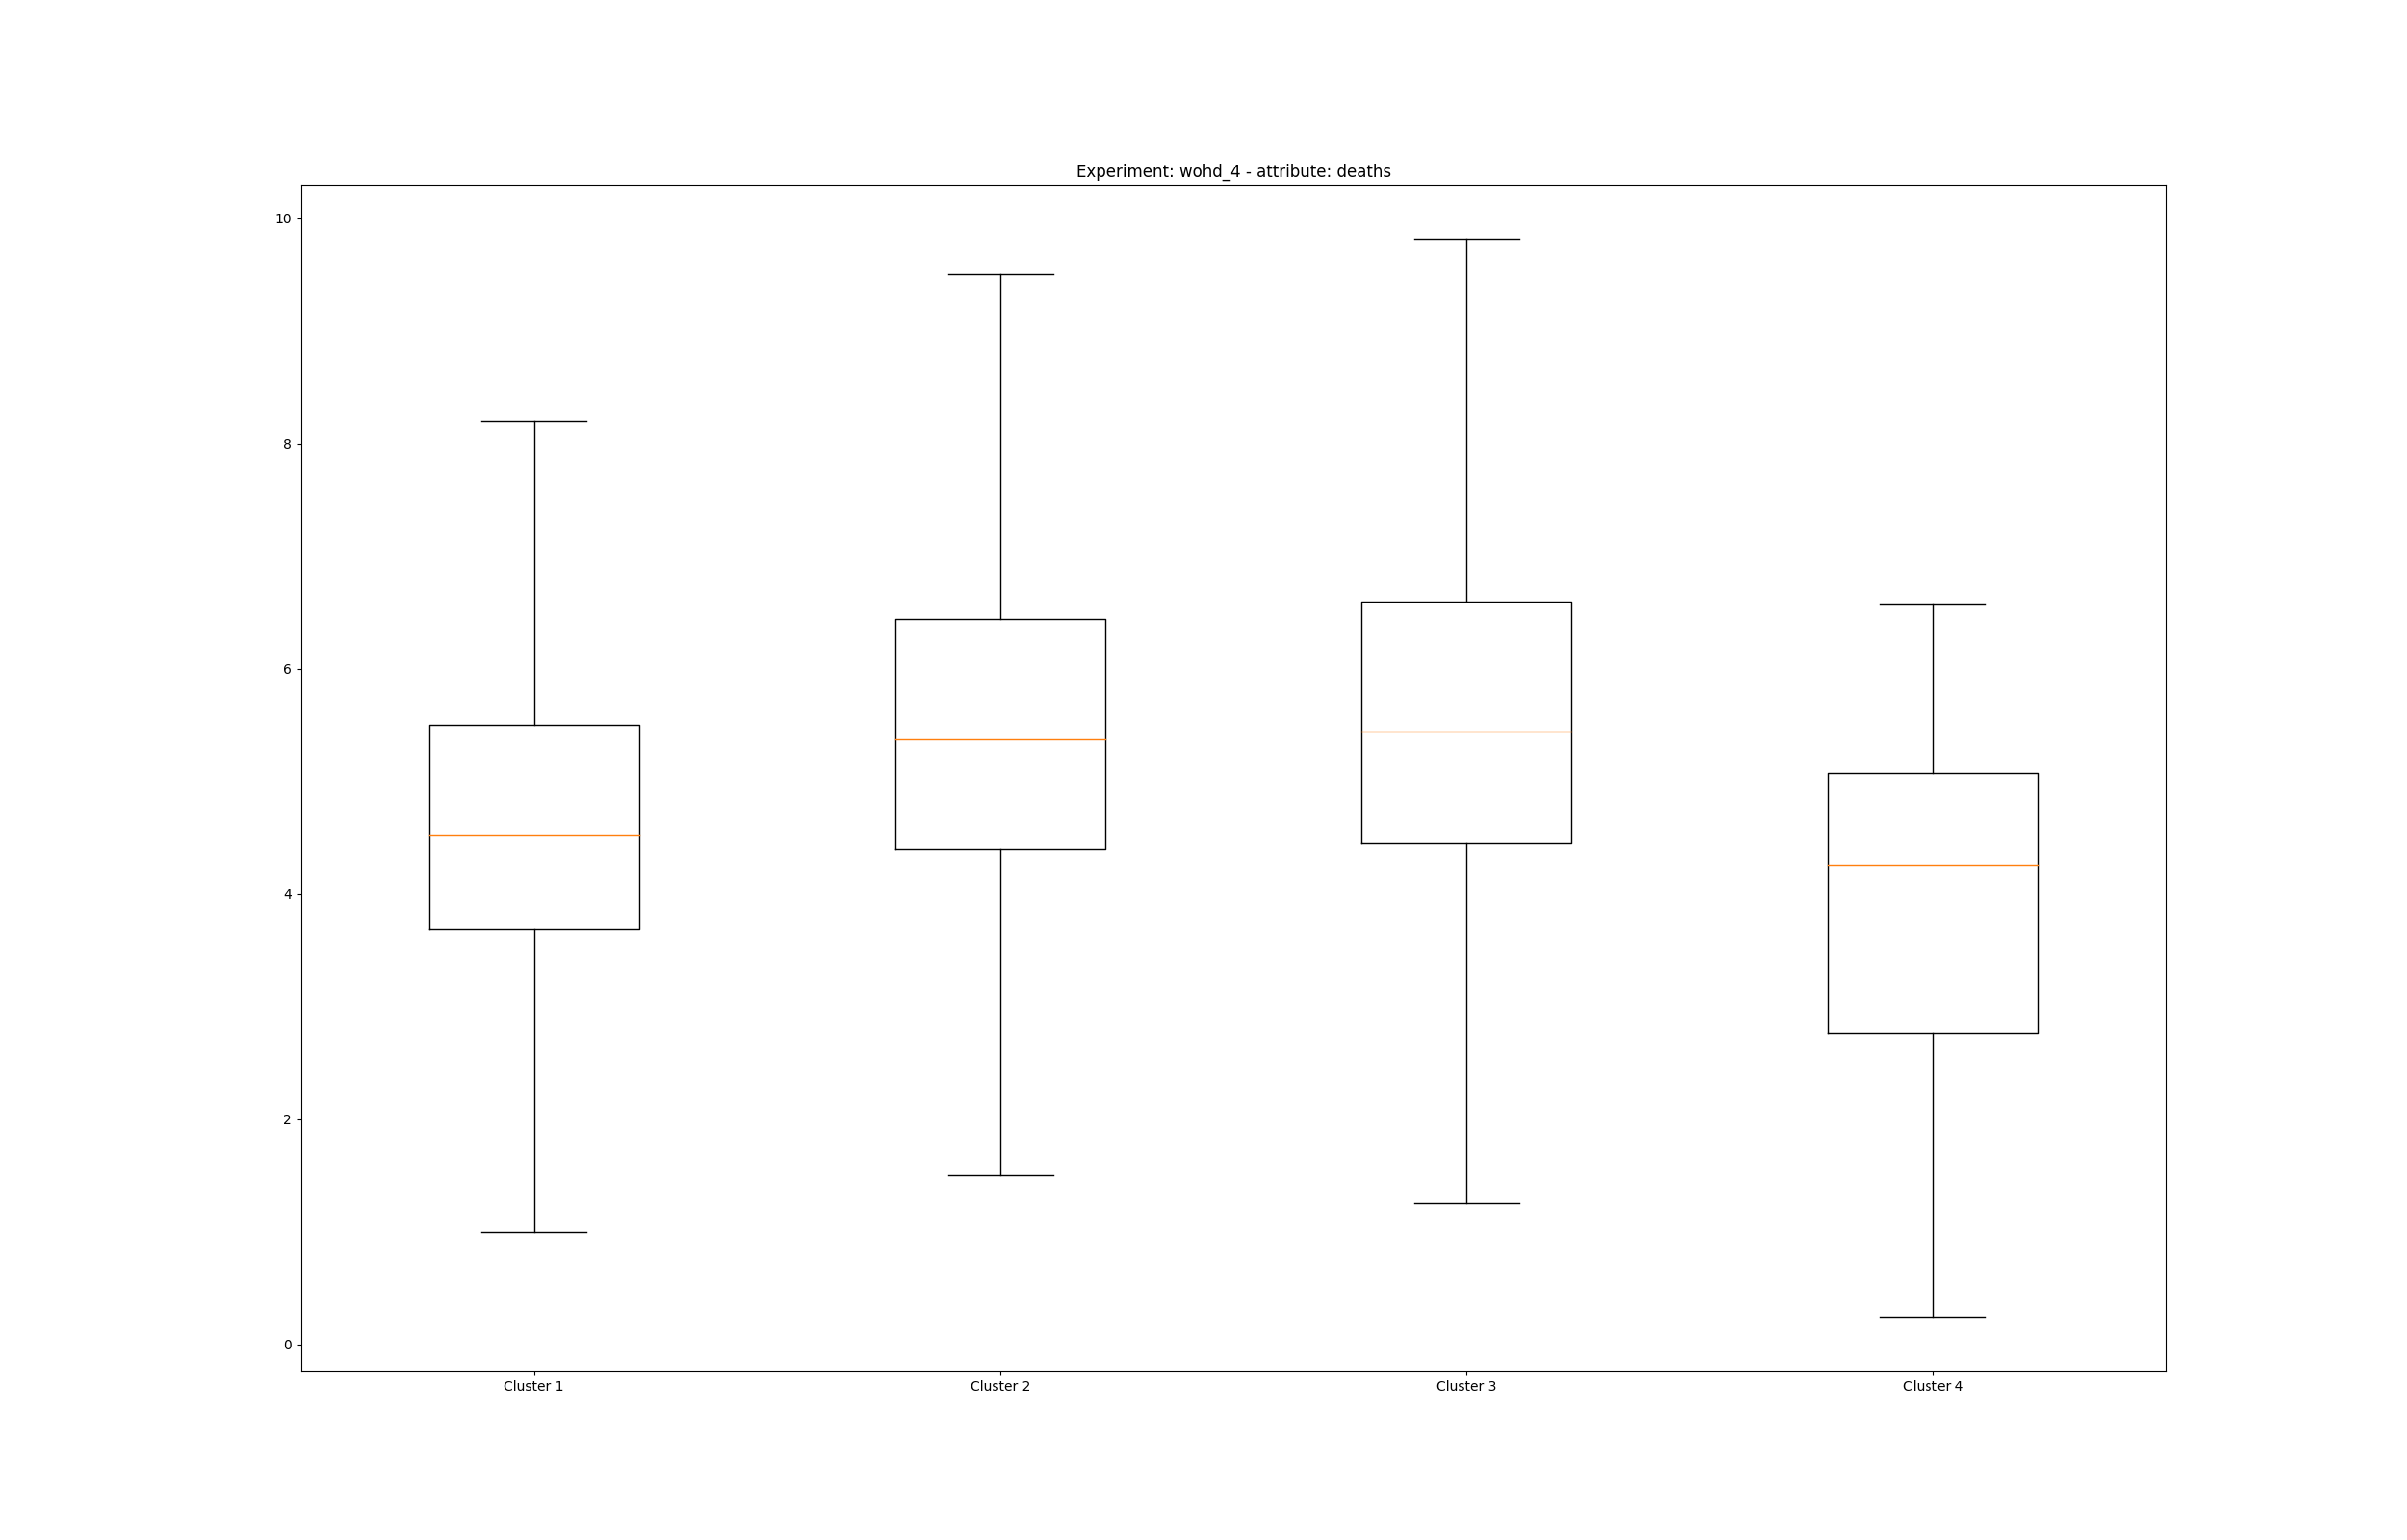 Experiment: wohd_4 - attribute: deaths
10
8
6
4
2
0
Cluster 1
Cluster 2
Cluster 3
Cluster 4